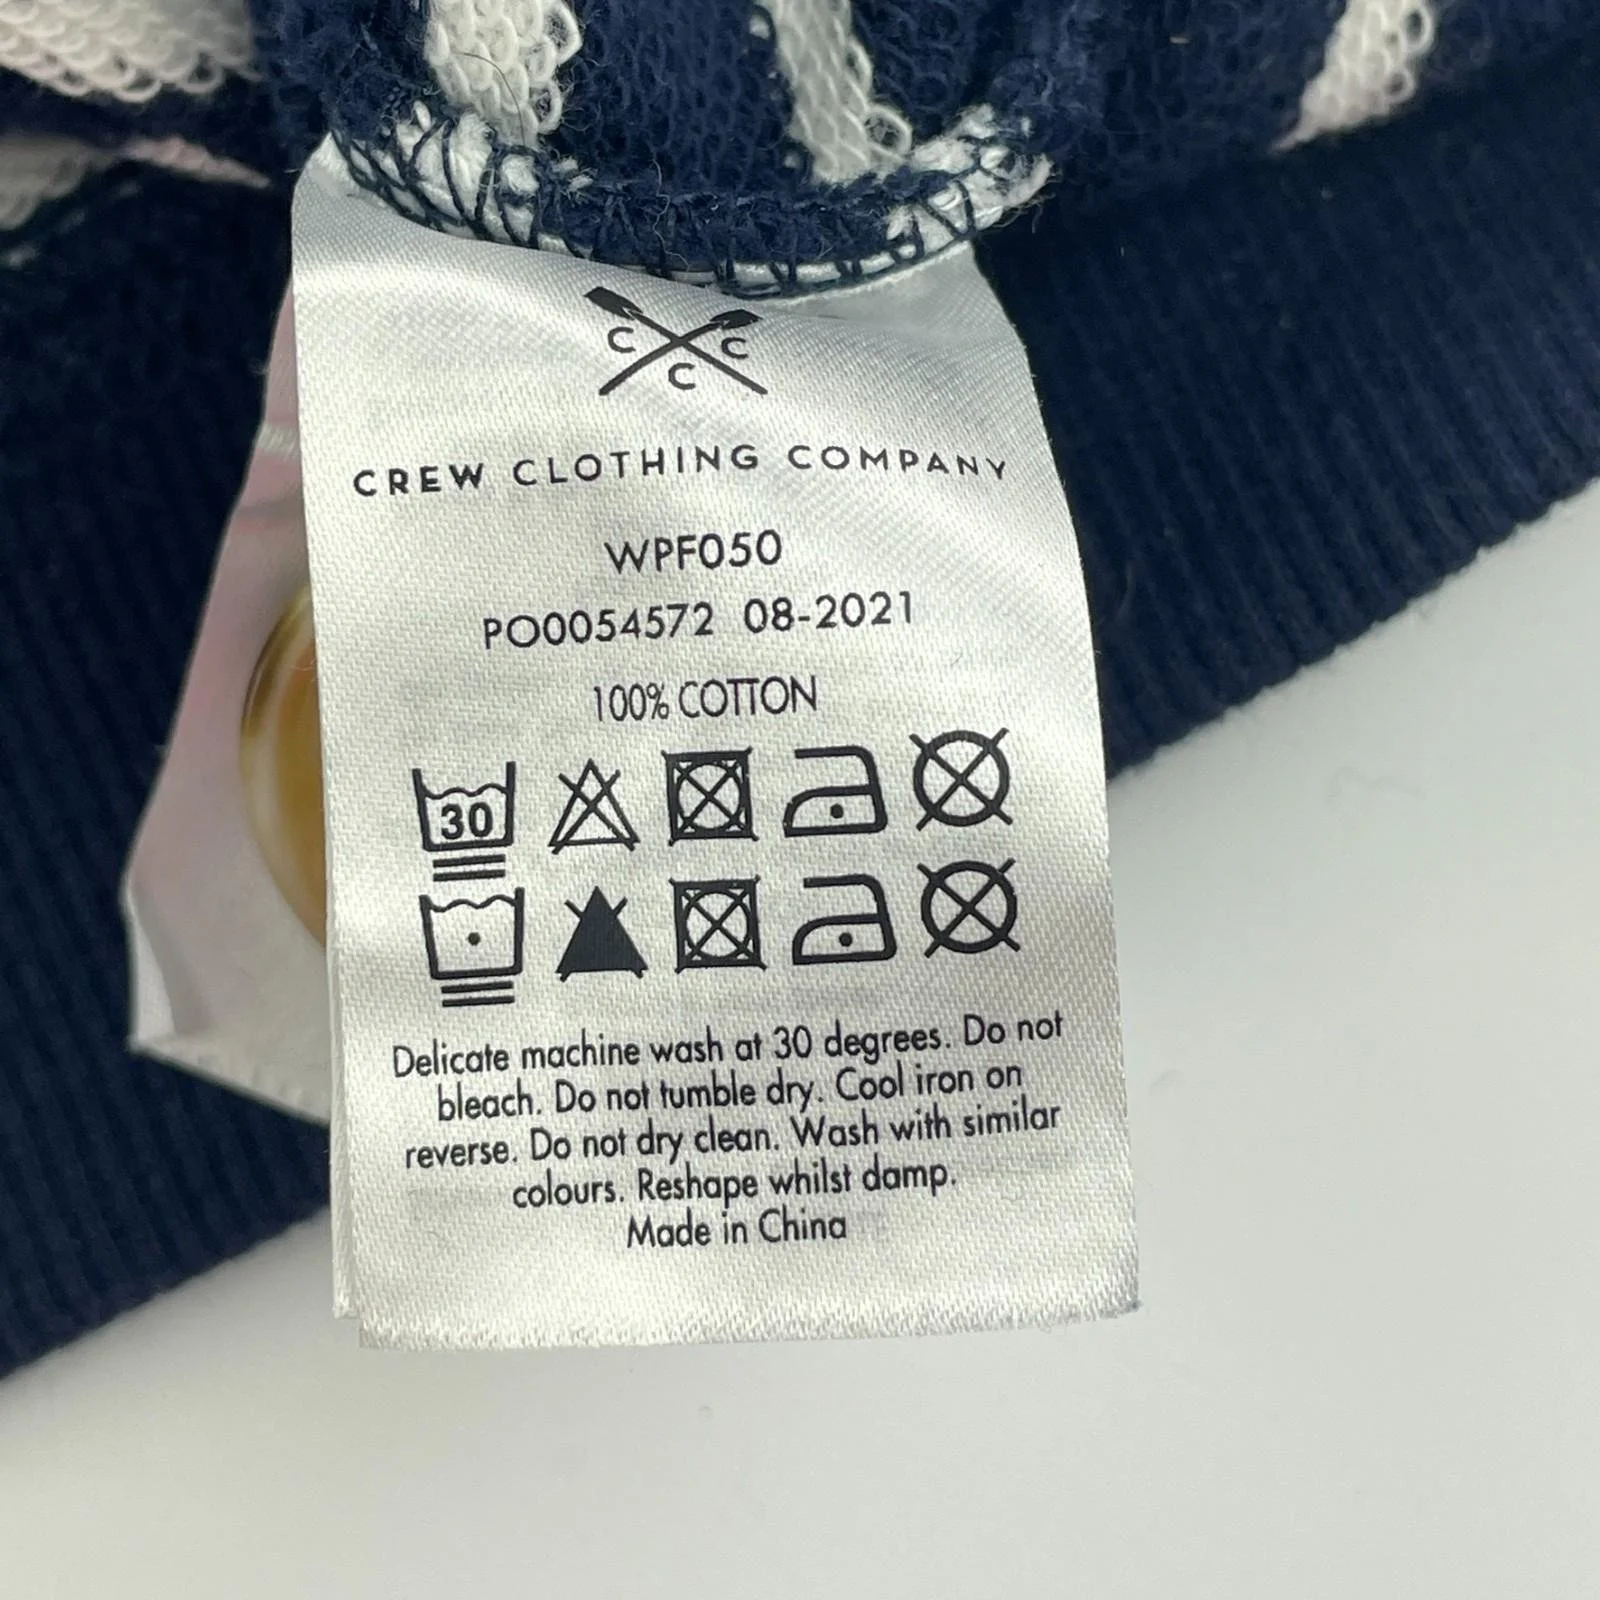 C C
C
CREW CLOTHING COMPANY
WPF050
PO0054572 08-2021
100% COTTON
30
Delicate machine wash at 30 degrees. Do not
bleach. Do not tumble dry. Cool iron on
reverse. Do not dry clean. Wash with similar
colours. Reshape whilst damp.
Made in China